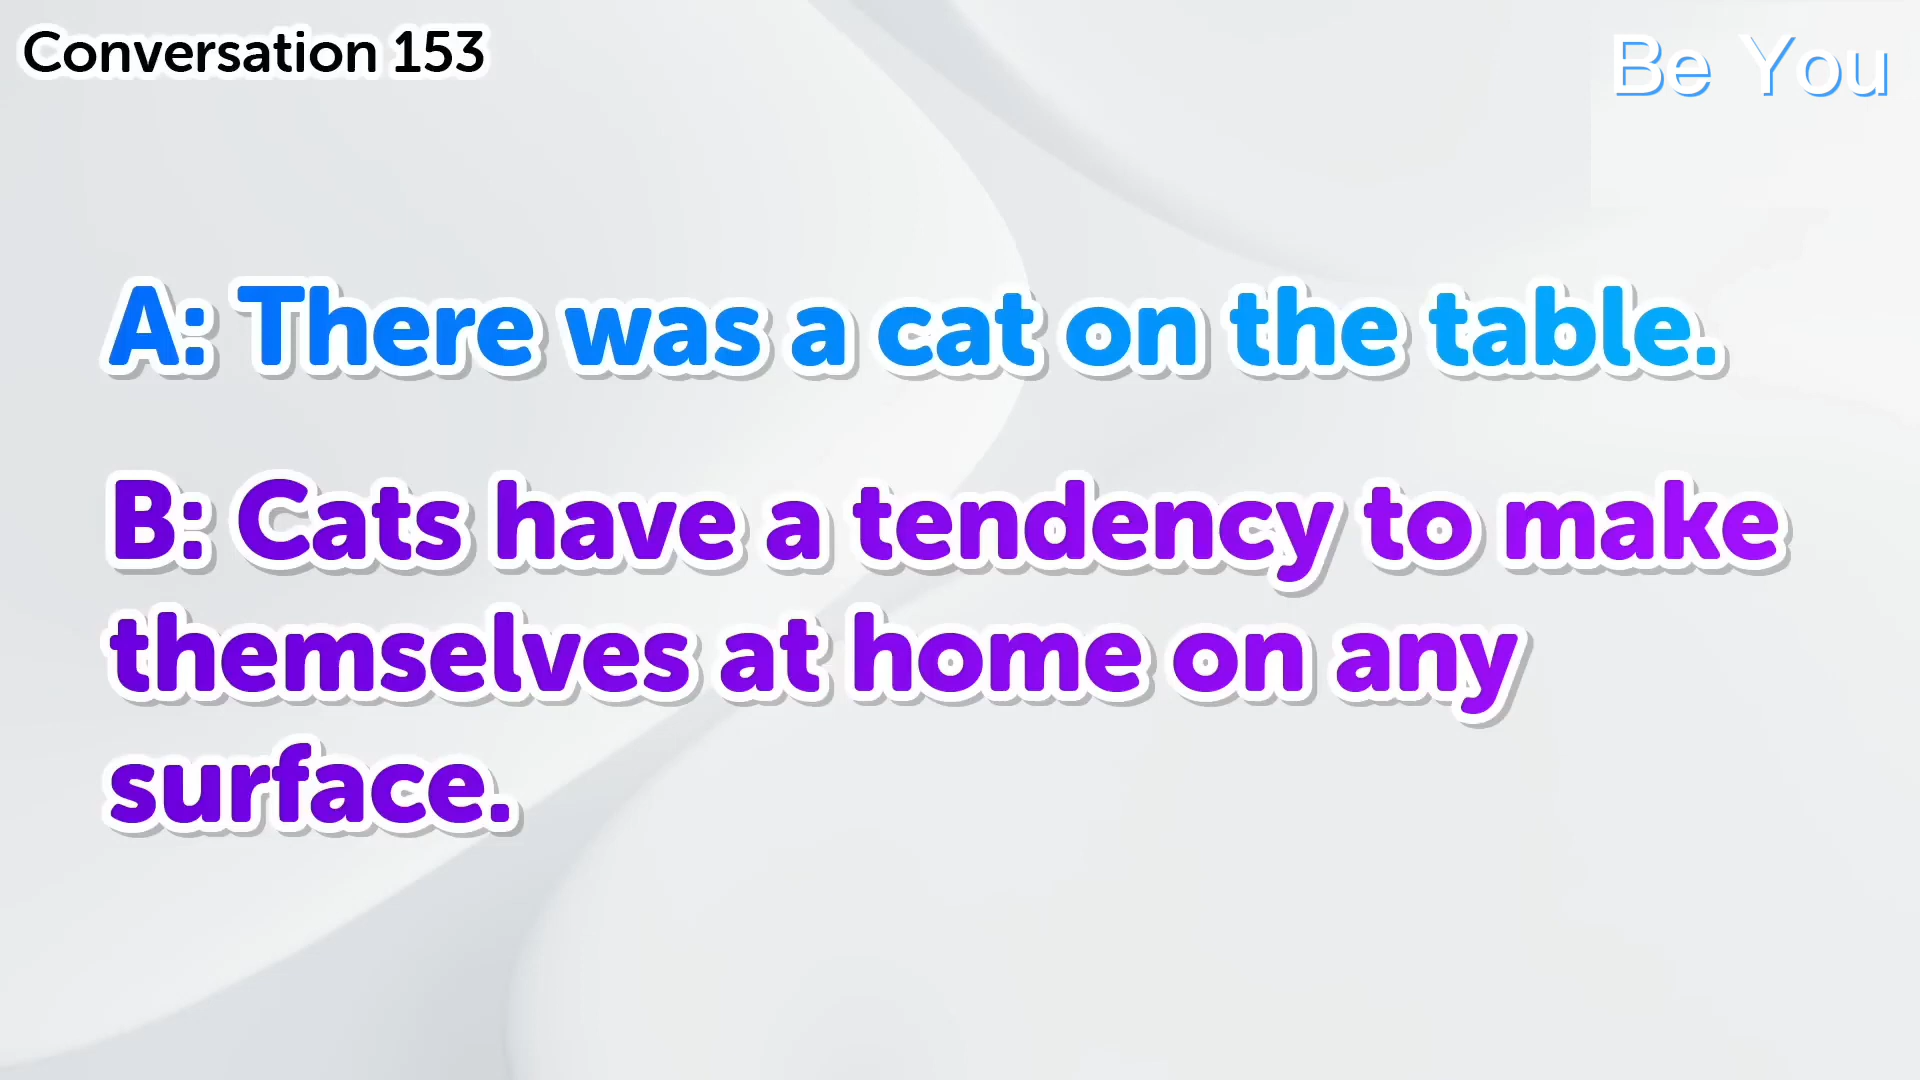 Conversation 153
Be You
A: There was a cat on the table.
B: Cats have a tendency to make
themselves at home on any
surface.